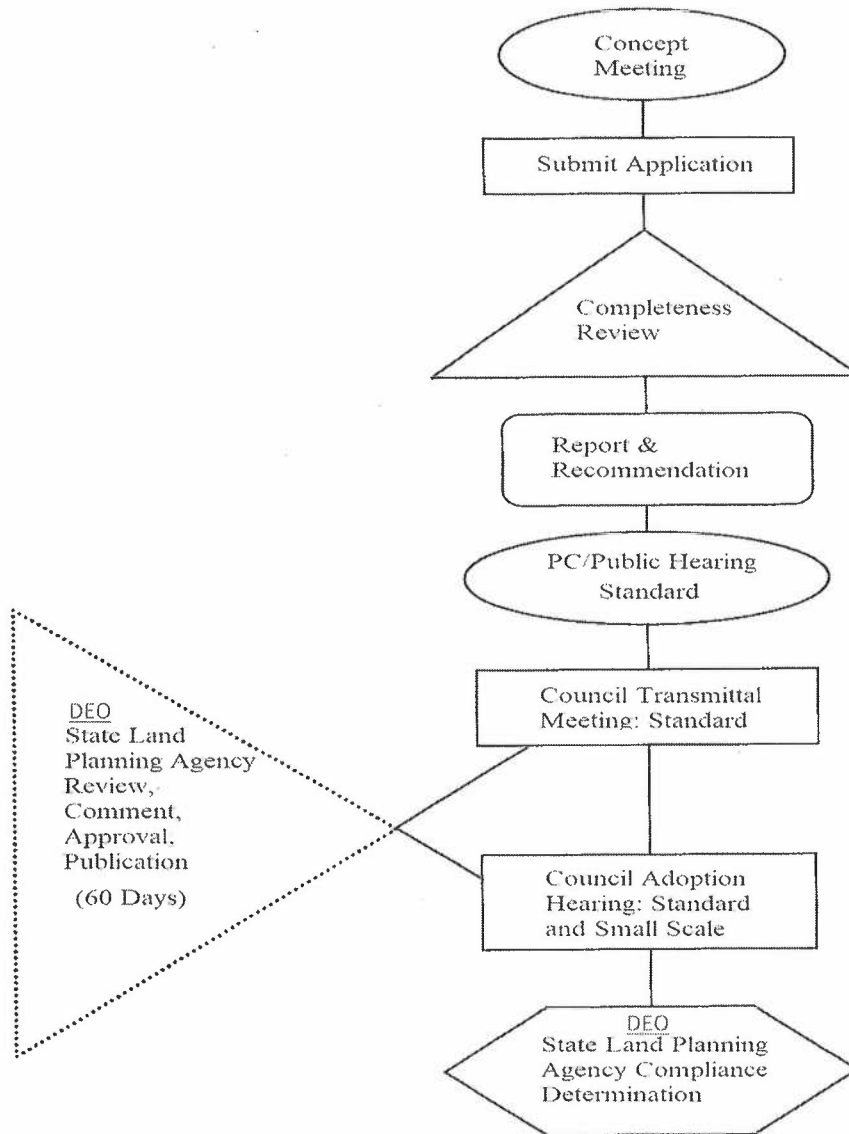 Concept
Meeting
Submit Application
Completeness
Review
Report &
Recommendation
PC/Public Hearing
Standard
Council Transmittal
Meeting: Standard
DEO
State Land
Planning Agency
Review,
Comment,
Approval,
Publication
(60 Days)
Council Adoption
Hearing: Standard
and Small Scale
DEO
State Land Planning
Agency Compliance
Determination